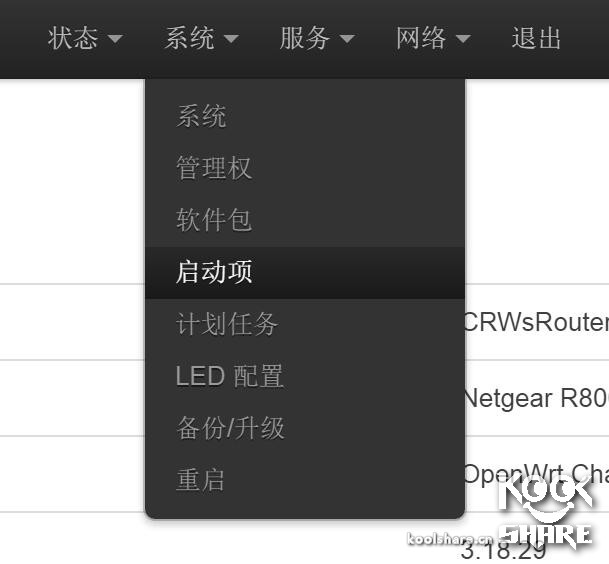 状态 系统 服务 网络 退出
系统
管理权
软件包
启动项
计划任务
CRWsRouter
LED 配置
Netgear R80
备份/升级
OpenWrt Cha
重启
KOOK
SHARE
koolshare.cn
3.18.29